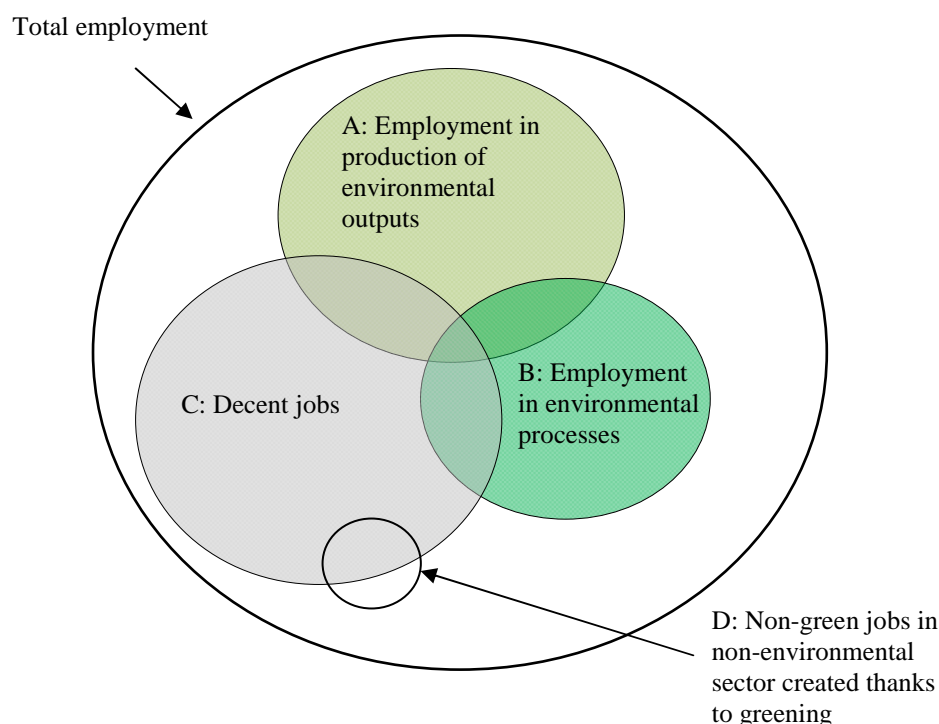 Total employment
A: Employment in
production of
environmental
outputs
B: Employment
in environmental
processes
C: Decent jobs
D: Non-green jobs in
non-environmental
sector created thanks
to greening